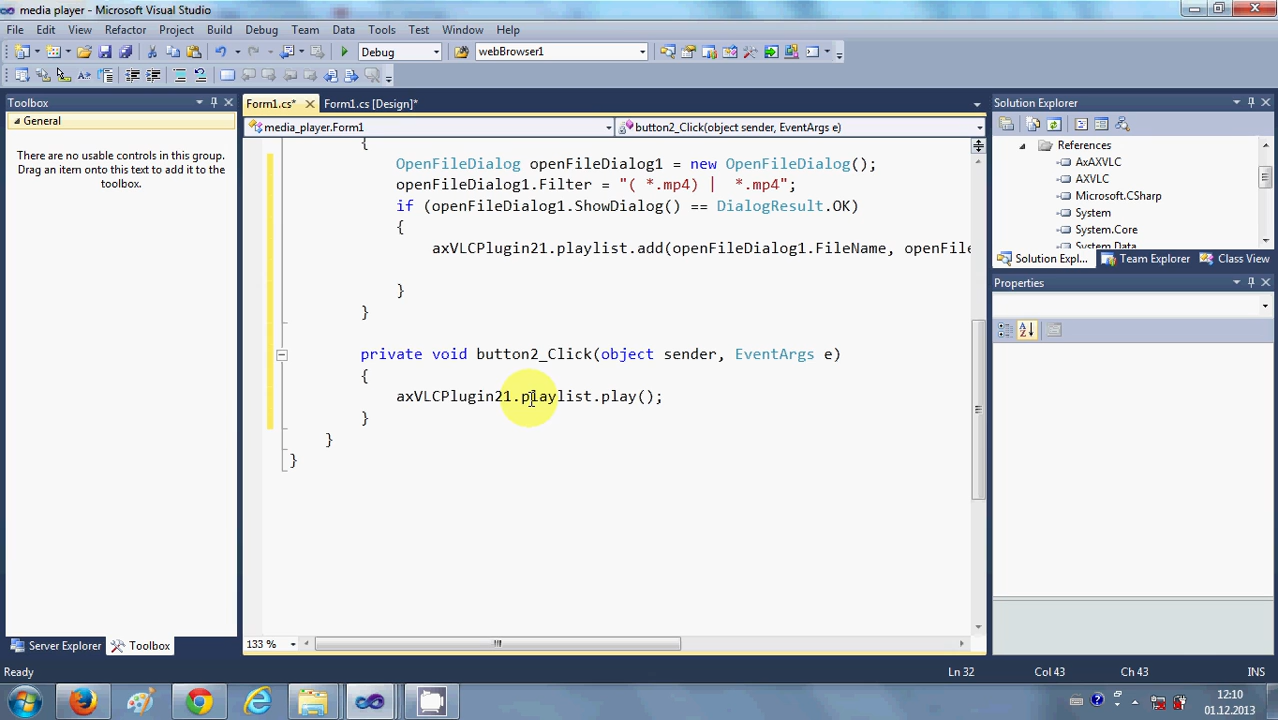 media player - Microsoft Visual Studio
File Edit View Refactor Project Build Debug Team Data Tools Test Window Help
Debug webBrowser1
Toolbox
General
There are no usable controls in this group.
Drag an item onto this text to add it to the
toolbox.
Server Explorer Toolbox
Form1.cs* Form1.cs [Design]*
media_player.Form1 button2_Click(object sender, EventArgs e)
{
OpenFileDialog openFileDialog1 = new OpenFileDialog();
openFileDialog1.Filter = "( *.mp4) | *.mp4";
if (openFileDialog1.ShowDialog() == DialogResult.OK)
{
axVLCPlugin21.playlist.add(openFileDialog1.FileName, openFile
}
}
private void button2_Click(object sender, EventArgs e)
{
axVLCPlugin21.playlist.play();
}
}
}
133 %
Solution Explorer
References
AxAXVLC
AXVLC
Microsoft.CSharp
System
System.Core
System.Data
Solution Expl... Team Explorer Class View
Properties
Ready Ln 32 Col 43 Ch 43 INS
12:10
01.12.2013